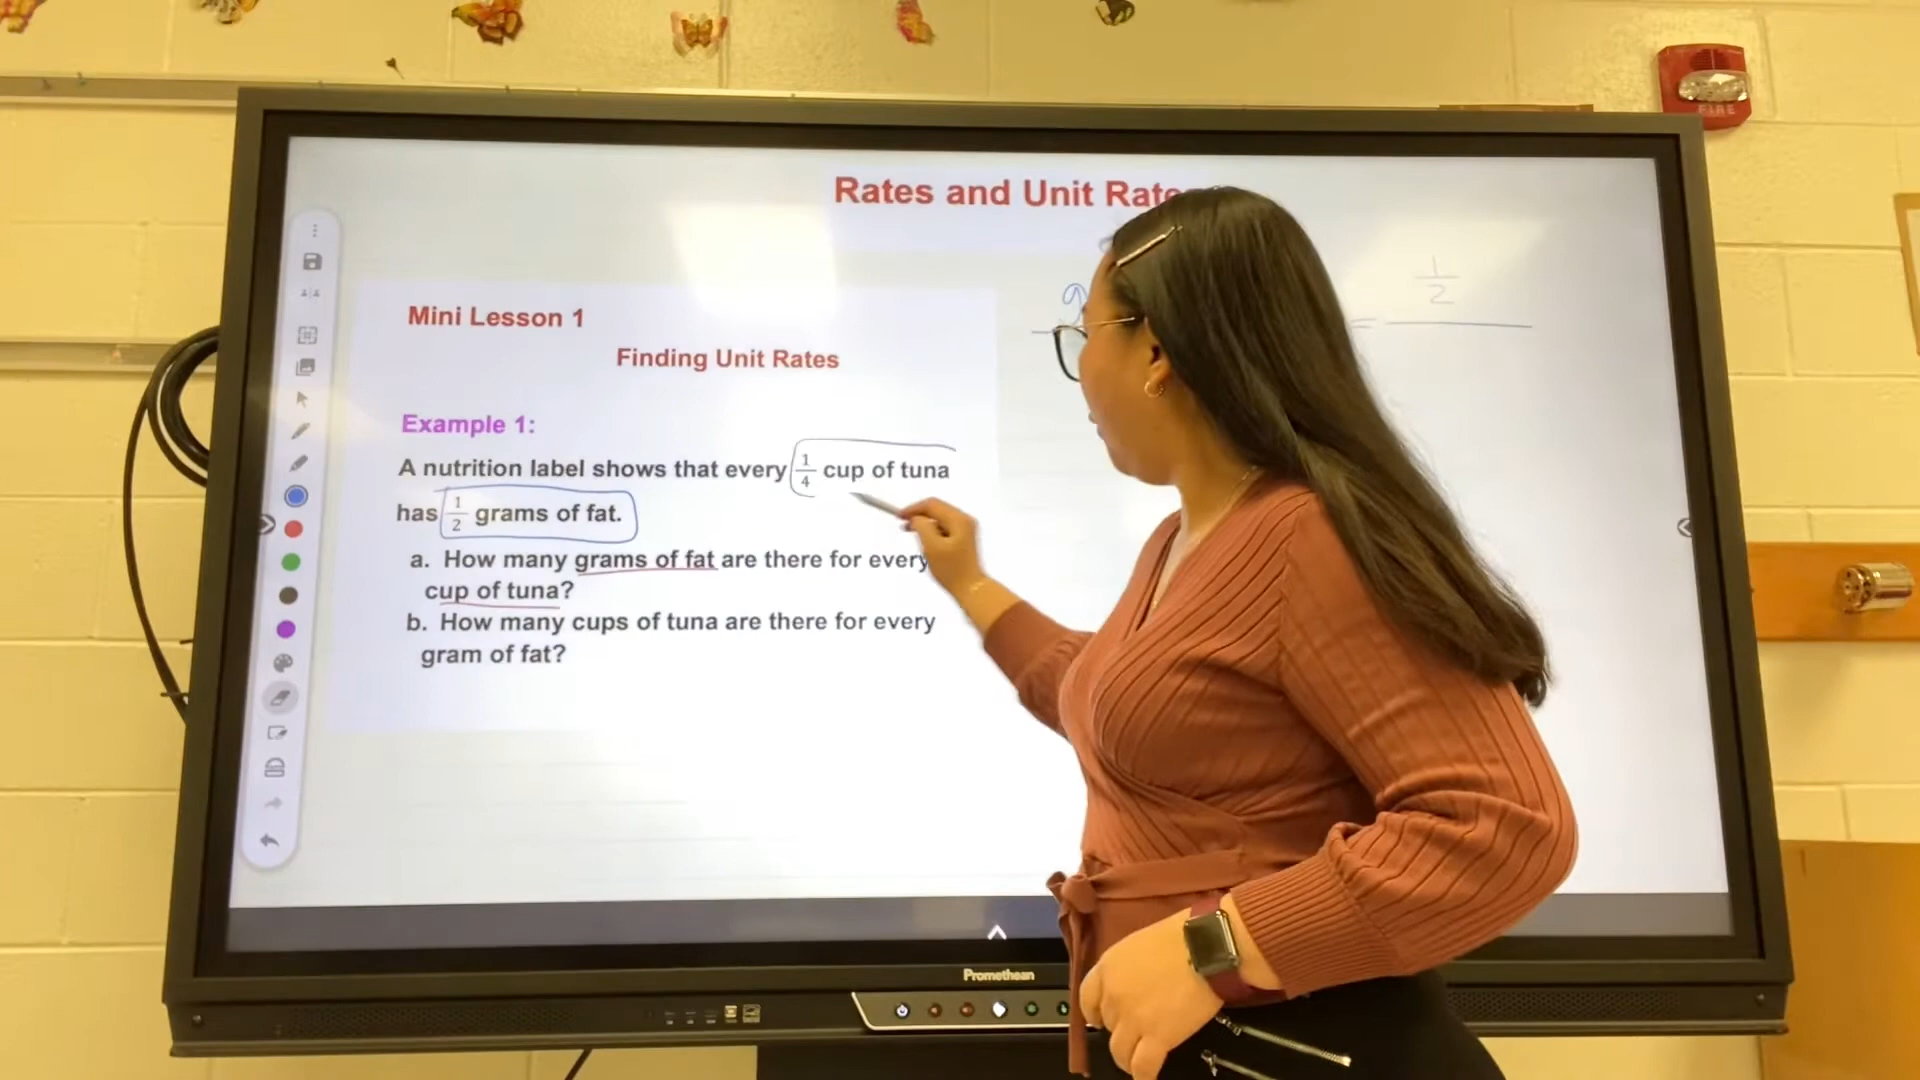 FIRE
Rates and Unit Rate
Mini Lesson 1
Finding Unit Rates
g
= 1/2
Example 1:
A nutrition label shows that every 1/4 cup of tuna
has 1/2 grams of fat.
a. How many grams of fat are there for every
cup of tuna?
b. How many cups of tuna are there for every
gram of fat?
Promethean